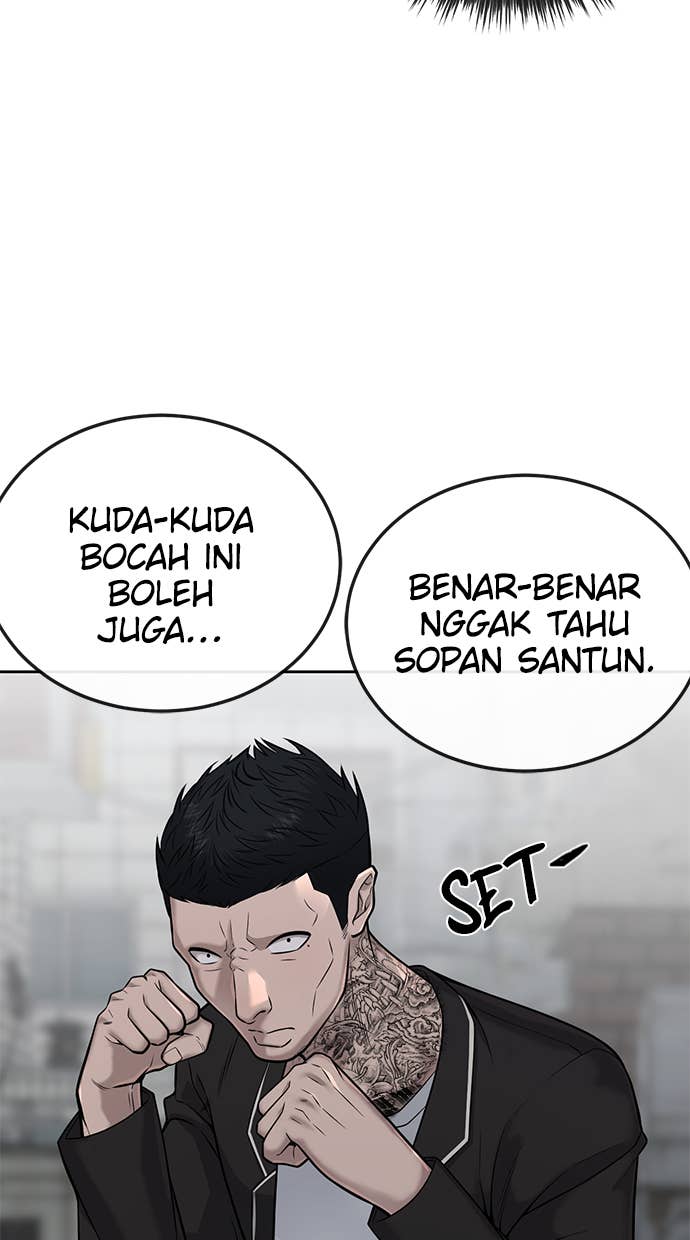 KUDA-KUDA
BOCAH INI
BOLEH
JUGA...
BENAR-BENAR
NGGAK TAHU
SOPAN SANTUN.
SET-